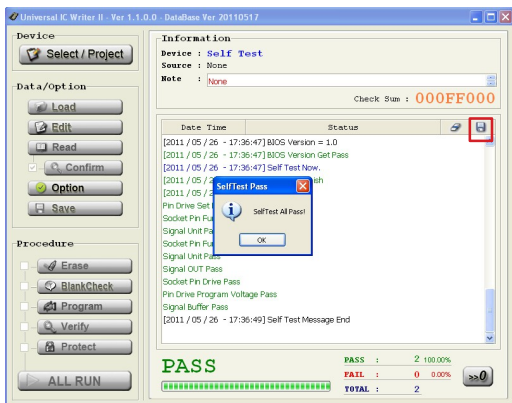 Universal IC Writer II - Ver 1.1.0.0 - DataBase Ver 20110517
Device
Select / Project
Data/Option
Load
Edit
Read
Confirm
Option
Save
Procedure
Erase
BlankCheck
Program
Verify
Protect
ALL RUN
Information
Device : Self Test
Source : None
Note : None
Check Sum : 000FF000
Date Time Status
[2011 / 05 / 26 - 17:36:47] BIOS Version = 1.0
[2011 / 05 / 26 - 17:36:47] BIOS Version Get Pass
[2011 / 05 / 26 - 17:36:47] Self Test Now.
[2011 / 05 / 2
[2011 / 05 / 2
Pin Drive Set
Socket Pin Fu
Signal Unit Pa
Socket Pin Fu
Signal Unit Pass
Signal OUT Pass
Socket Pin Drive Pass
Pin Drive Program Voltage Pass
Signal Buffer Pass
[2011 / 05 / 26 - 17:36:49] Self Test Message End
SelfTest Pass
SelfTest All Pass!
OK
PASS
PASS : 2 100.00%
FAIL : 0 0.00%
TOTAL : 2
>>0